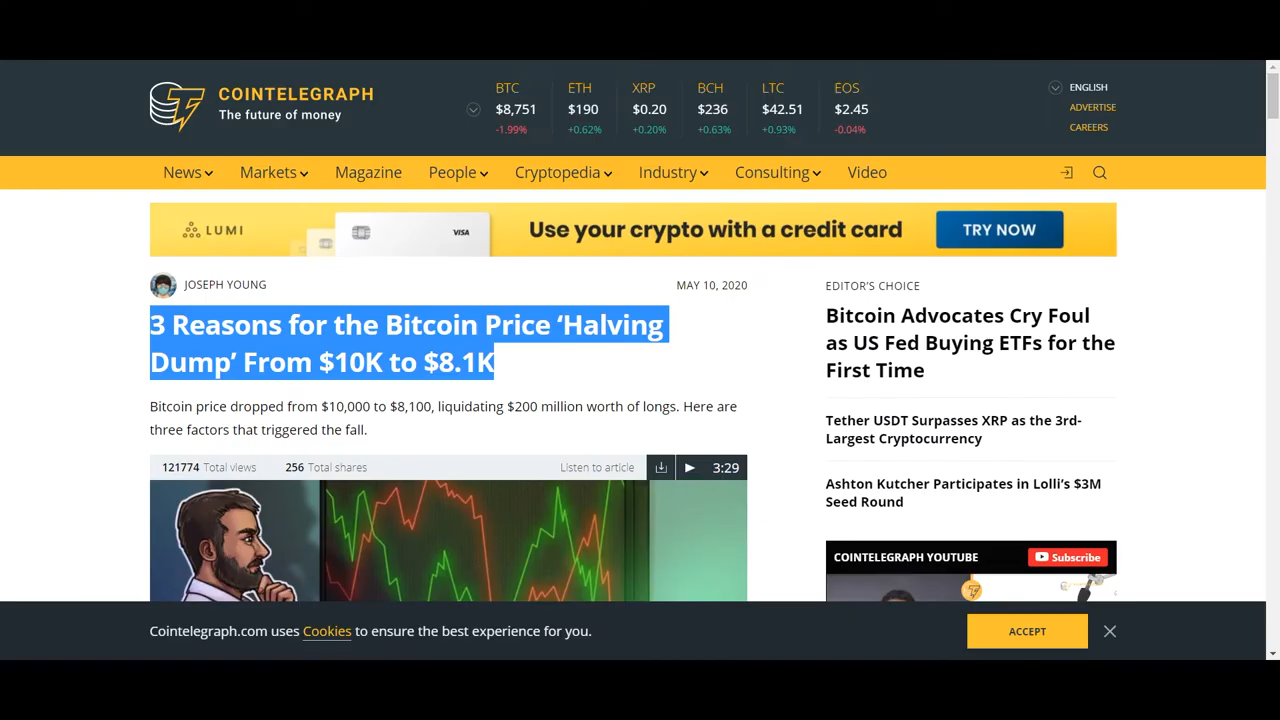 COINTELEGRAPH
The future of money
BTC ETH XRP BCH LTC EOS
$8,751 $190 $0.20 $236 $42.51 $2.45
-1.99% +0.62% +0.20% +0.63% +0.93% -0.04%
ENGLISH
ADVERTISE
CAREERS
News Markets Magazine People Cryptopedia Industry Consulting Video
LUMI VISA Use your crypto with a credit card TRY NOW
JOSEPH YOUNG MAY 10, 2020
3 Reasons for the Bitcoin Price ‘Halving
Dump’ From $10K to $8.1K
Bitcoin price dropped from $10,000 to $8,100, liquidating $200 million worth of longs. Here are
three factors that triggered the fall.
121774 Total views 256 Total shares Listen to article 3:29
EDITOR'S CHOICE
Bitcoin Advocates Cry Foul
as US Fed Buying ETFs for the
First Time
Tether USDT Surpasses XRP as the 3rd-
Largest Cryptocurrency
Ashton Kutcher Participates in Lolli’s $3M
Seed Round
COINTELEGRAPH YOUTUBE Subscribe
Cointelegraph.com uses Cookies to ensure the best experience for you. ACCEPT